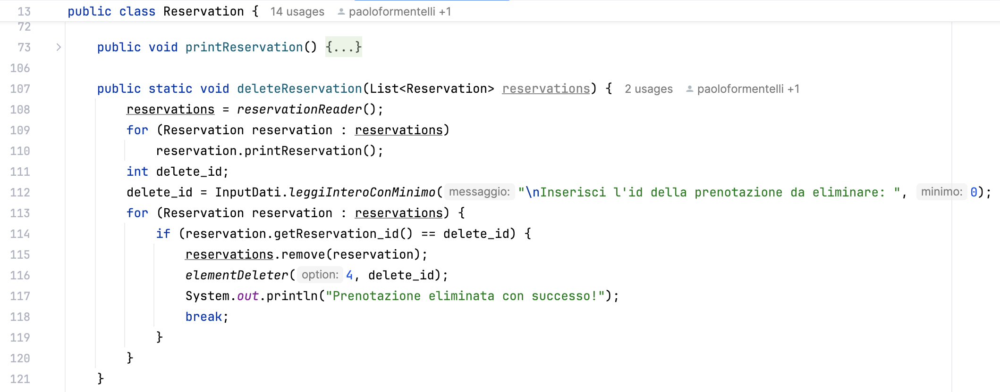 13 public class Reservation { 14 usages paoloformentelli +1
72
73 public void printReservation() {...}
106
107 public static void deleteReservation(List<Reservation> reservations) { 2 usages paoloformentelli +1
108 reservations = reservationReader();
109 for (Reservation reservation : reservations)
110 reservation.printReservation();
111 int delete_id;
112 delete_id = InputDati.leggiInteroConMinimo( messaggio: "\nInserisci l'id della prenotazione da eliminare: ", minimo: 0);
113 for (Reservation reservation : reservations) {
114 if (reservation.getReservation_id() == delete_id) {
115 reservations.remove(reservation);
116 elementDeleter( option: 4, delete_id);
117 System.out.println("Prenotazione eliminata con successo!");
118 break;
119 }
120 }
121 }